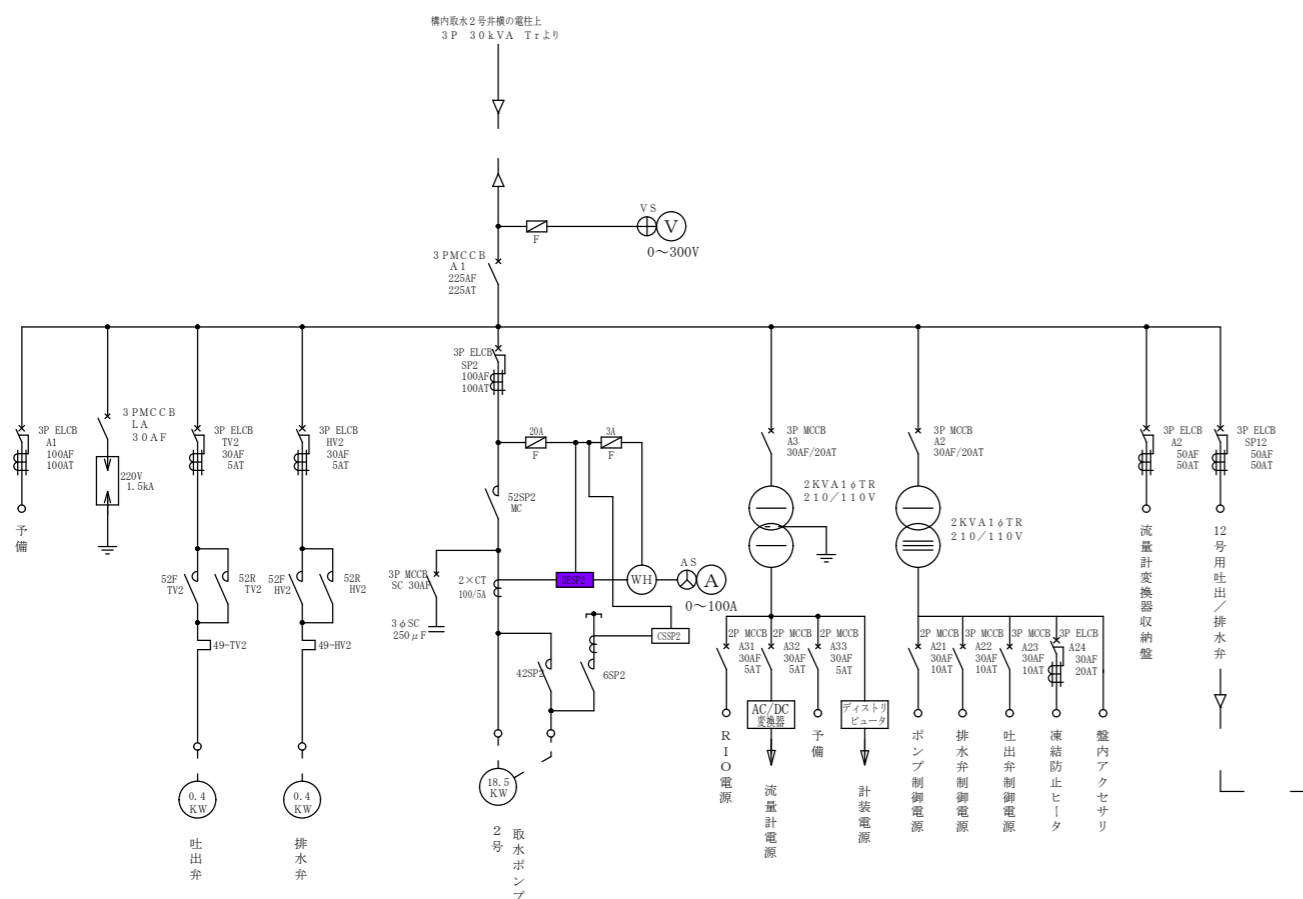 構内取水２号井横の電柱上
３Ｐ　３０ｋＶＡ　Ｔｒより
ＶＳ
V
F
0～300V
３ＰＭＣＣＢ
Ａ１
225AF
225AT
3P ELCB
SP2
100AF
100AT
３ＰＭＣＣＢ
ＬＡ
３０ＡＦ
220V
1.5kA
3P ELCB
A1
100AF
100AT
予備
3P ELCB
TV2
30AF
5AT
3P ELCB
HV2
30AF
5AT
20A
F
3A
F
52SP2
MC
3P MCCB
A3
30AF/20AT
3P MCCB
A2
30AF/20AT
3P ELCB
A2
50AF
50AT
3P ELCB
SP12
50AF
50AT
２ＫＶＡ１φＴＲ
２１０／１１０Ｖ
２ＫＶＡ１φＴＲ
２１０／１１０Ｖ
流量計変換器収納盤
12号用吐出／排水弁
52F
TV2
52R
TV2
52F
HV2
52R
HV2
3P MCCB
SC 30AF
2×CT
100/5A
3ESP2
WH
ＡＳ
A
0～100A
3φSC
250μF
CSSP2
49-TV2
49-HV2
42SP2
6SP2
2P MCCB
A31
30AF
5AT
2P MCCB
A32
30AF
5AT
2P MCCB
A33
30AF
5AT
2P MCCB
A21
30AF
10AT
3P MCCB
A22
30AF
10AT
3P MCCB
A23
30AF
10AT
3P ELCB
A24
30AF
20AT
AC/DC
変換器
ディストリ
ビュータ
ＲＩＯ電源
流量計電源
予備
計装電源
ポンプ制御電源
排水弁制御電源
吐出弁制御電源
凍結防止ヒータ
盤内アクセサリ
0.4
KW
吐出弁
0.4
KW
排水弁
18.5
KW
２号
取水ポンプ